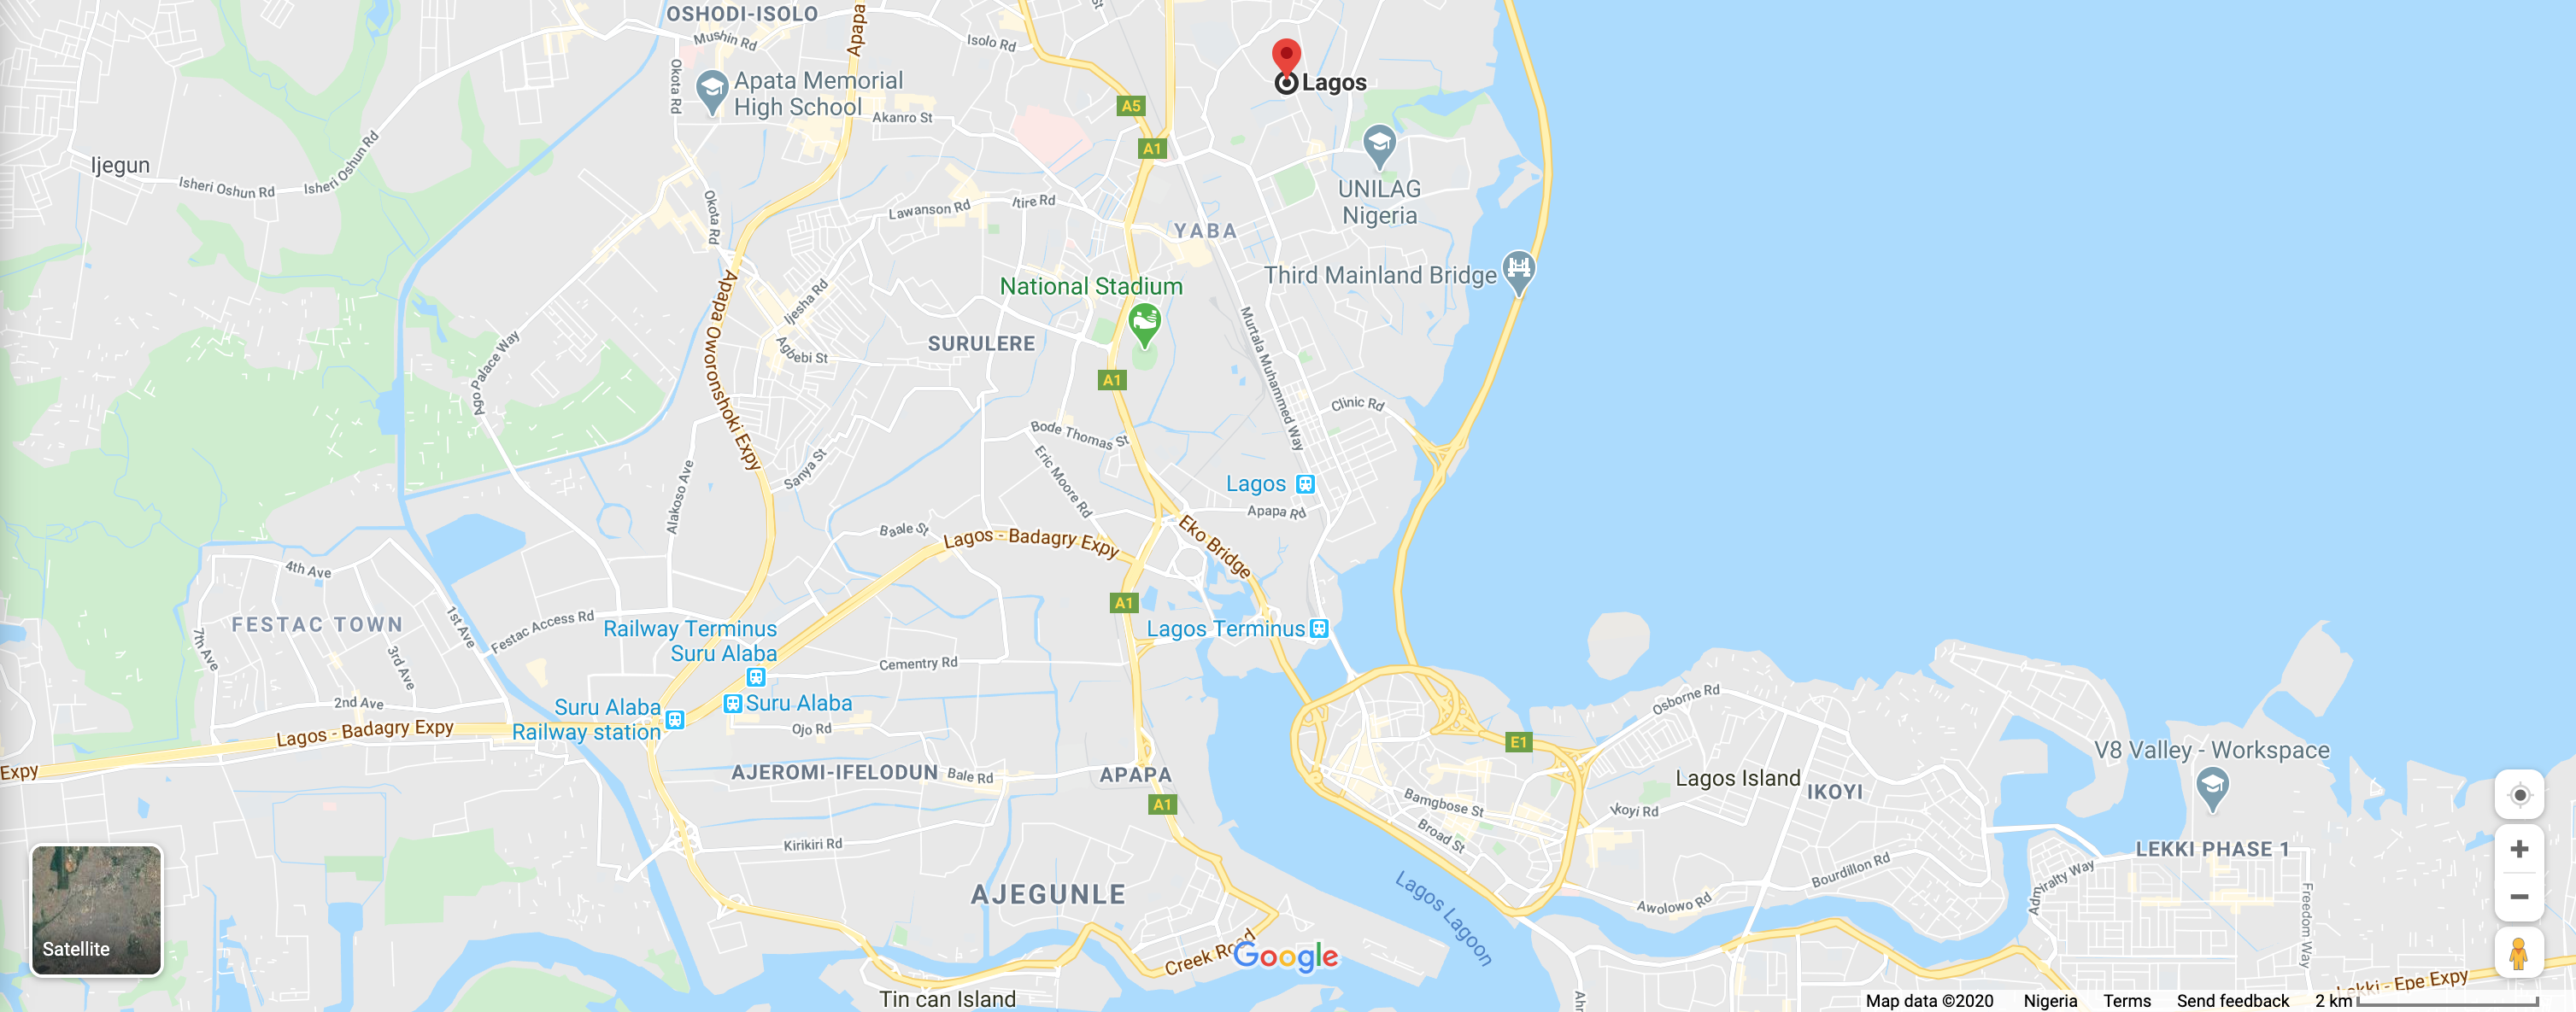 OSHODI-ISOLO
Mushin Rd
Apapa
Isolo Rd
St
Lagos
Apata Memorial
High School
Okota Rd
Akanro St
A5
A1
Ijegun
Isheri Oshun Rd
Isheri Oshun Rd
UNILAG
Nigeria
Okota Rd
Lawanson Rd
Itire Rd
YABA
National Stadium
Third Mainland Bridge
Apapa Oworonshoki Expy
Ijesha Rd
Agbebi St
SURULERE
Ago Palace Way
A1
Murtala Muhammed Way
Clinic Rd
Bode Thomas St
Eric Moore Rd
Sanya St
Alakoso Ave
Lagos
Apapa Rd
Baale St
Lagos - Badagry Expy
Eko Bridge
4th Ave
FESTAC TOWN
1st Ave
7th Ave
3rd Ave
Festac Access Rd
A1
Railway Terminus
Suru Alaba
Lagos Terminus
Cementry Rd
2nd Ave
Suru Alaba
Railway station
Suru Alaba
Ojo Rd
Lagos - Badagry Expy
Expy
AJEROMI-IFELODUN
Bale Rd
APAPA
A1
Osborne Rd
E1
Lagos Island
IKOYI
V8 Valley - Workspace
Bamgbose St
Broad St
Ikoyi Rd
Kirikiri Rd
AJEGUNLE
Lagos Lagoon
Bourdillon Rd
Awolowo Rd
Admiralty Way
LEKKI PHASE 1
Freedom Way
Satellite
Creek Road
Google
Tin can Island
Lekki - Epe Expy
Map data ©2020 Nigeria Terms Send feedback 2 km